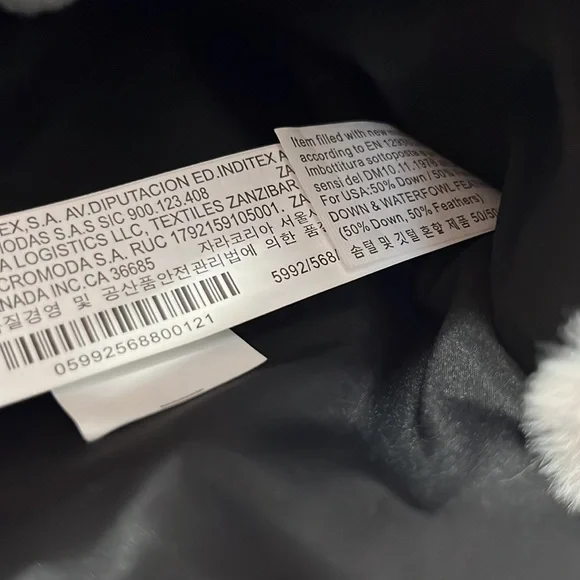 EX,S.A. AV.DIPUTACION ED.INDITEX A
MODAS S.A.S S/C 900.123.408
A LOGISTICS LLC, TEXTILES ZANZIBAR
CROMODA S.A. RUC 1792159105001, ZA
NADA INC.CA 36685 자라코리아 서울시
질경영 및 공산품안전관리법에 의한 품질
5992/568/
05992568800121
Item filled with new
according to EN 1293
Imbottitura sottoposta
sensi del DM10.11.1976
For USA:50% Down / 50%
DOWN & WATERFOWL FEA
(50% Down, 50% Feathers)
솜털 및 깃털 혼합 제품 50/50